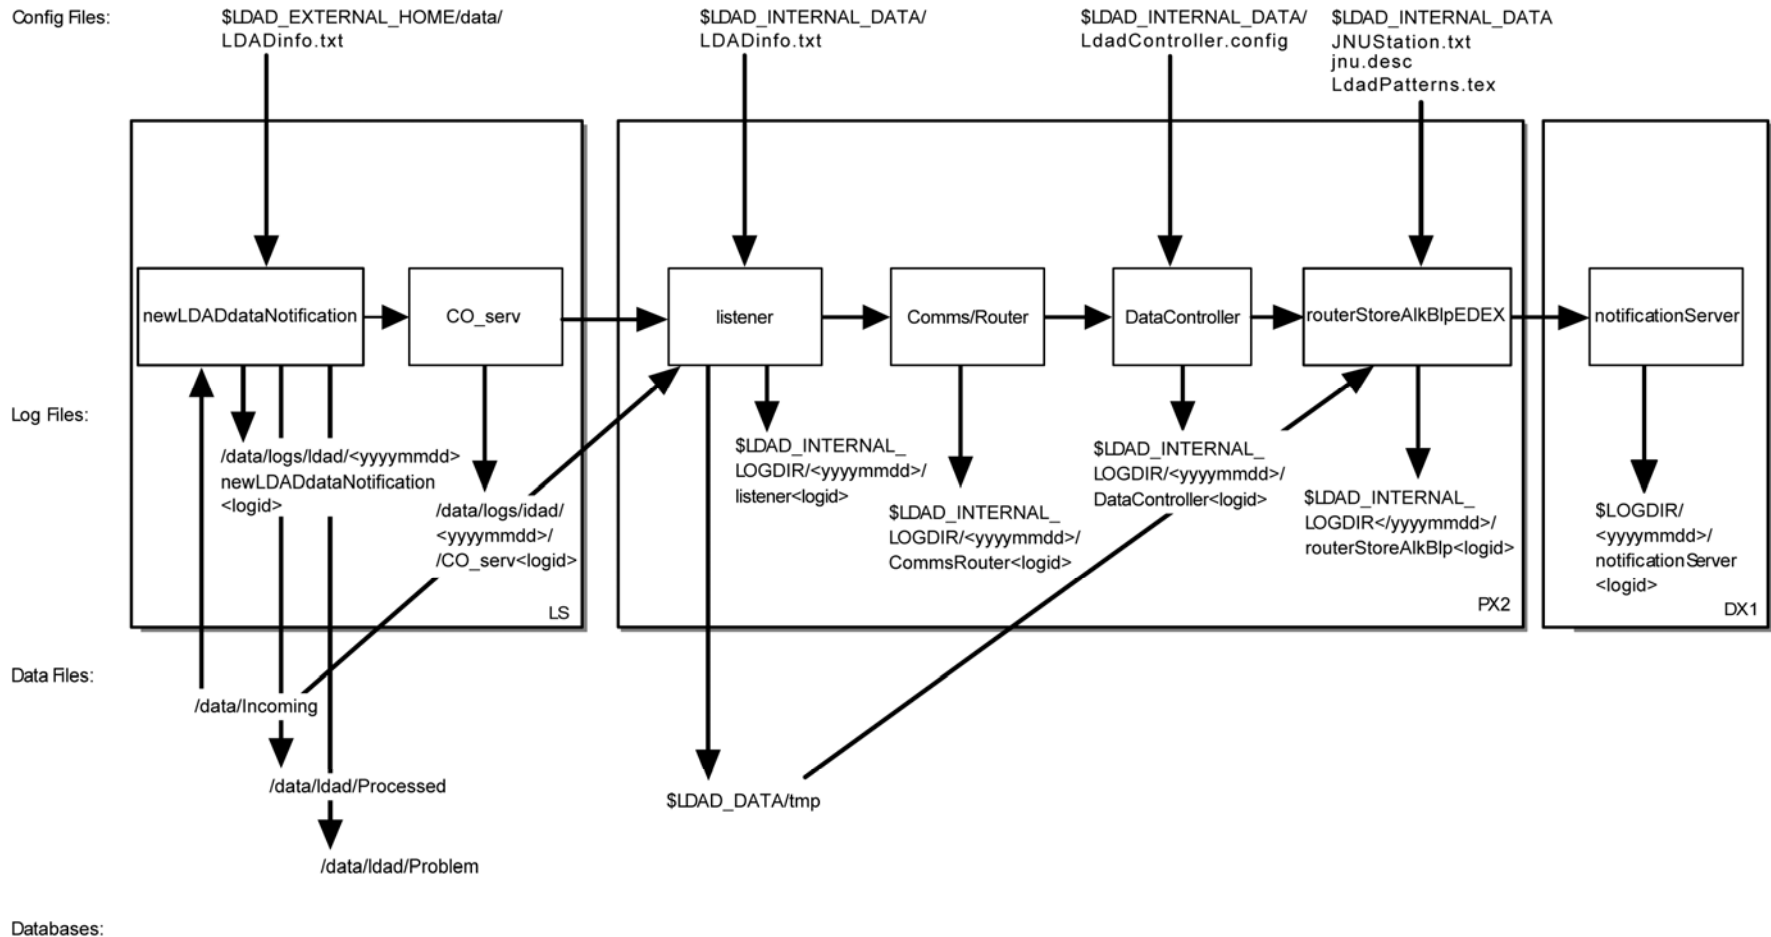 Config Files:
$LDAD_EXTERNAL_HOME/data/
LDADinfo.txt
$LDAD_INTERNAL_DATA/
LDADinfo.txt
$LDAD_INTERNAL_DATA/
LdadController.config
$LDAD_INTERNAL_DATA
JNUStation.txt
jnu.desc
LdadPatterns.tex
newLDADdataNotification
CO_serv
listener
Comms/Router
DataController
routerStoreAlkBlpEDEX
notificationServer
Log Files:
/data/logs/ldad/<yyyymmdd>
newLDADdataNotification
<logid>
/data/logs/idad/
<yyyymmdd>/
/CO_serv<logid>
$LDAD_INTERNAL_
LOGDIR/<yyyymmdd>/
listener<logid>
$LDAD_INTERNAL_
LOGDIR/<yyyymmdd>/
CommsRouter<logid>
$LDAD_INTERNAL_
LOGDIR/<yyyymmdd>/
DataController<logid>
$LDAD_INTERNAL_
LOGDIR</yyyymmdd>/
routerStoreAlkBlp<logid>
$LOGDIR/
<yyyymmdd>/
notificationServer
<logid>
LS
PX2
DX1
Data Files:
/data/Incoming
/data/ldad/Processed
$LDAD_DATA/tmp
/data/ldad/Problem
Databases: